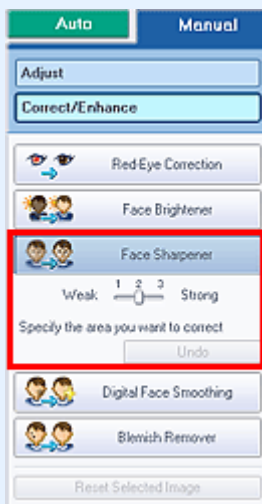 Auto Manual
Adjust
Correct/Enhance
Red-Eye Correction
Face Brightener
Face Sharpener
1 2 3
Weak Strong
Specify the area you want to correct
Undo
Digital Face Smoothing
Blemish Remover
Reset Selected Image